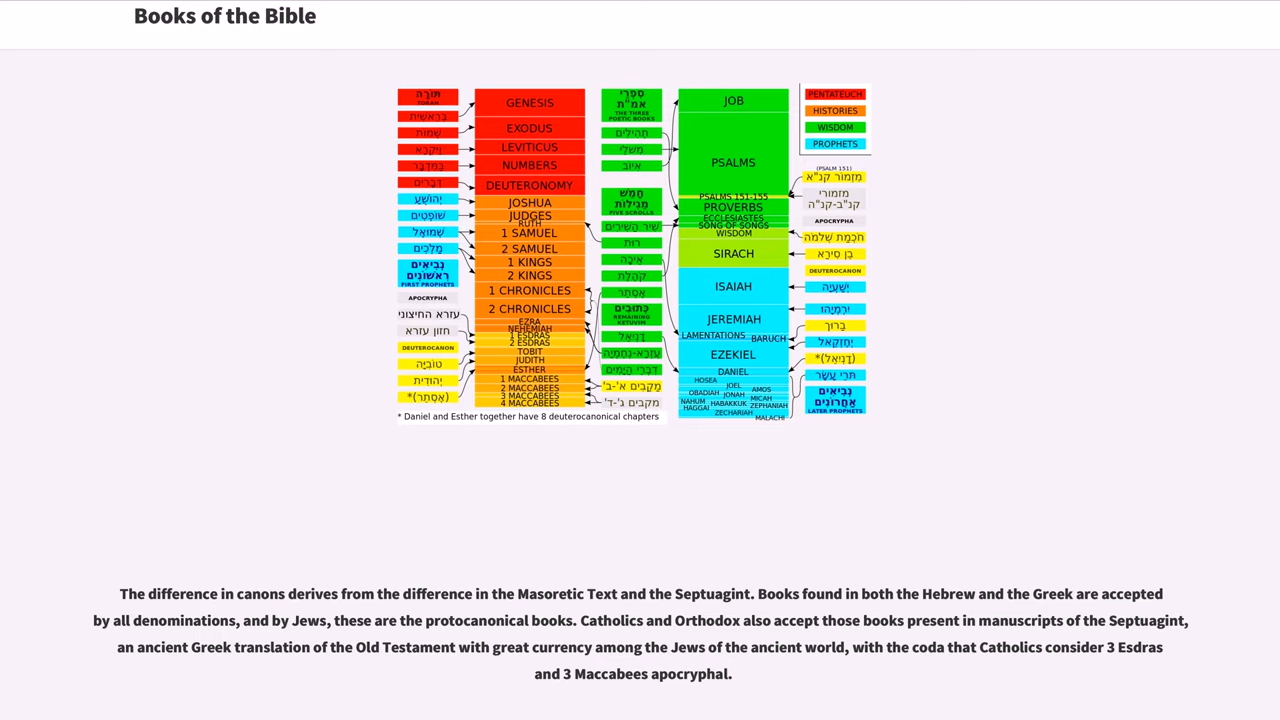 Books of the Bible
תּוֹרָה
TORAH
בְּרֵאשִׁית
שְׁמוֹת
וַיִּקְרָא
בְּמִדְבַּר
דְּבָרִים
יְהוֹשֻׁעַ
שׁוֹפְטִים
שְׁמוּאֵל
מְלָכִים
נְבִיאִים
רִאשׁוֹנִים
FIRST PROPHETS
APOCRYPHA
עזרא החיצוני
חזון עזרא
DEUTEROCANON
טוֹבִיָּה
יְהוּדִית
(אֶסְתֵּר)*
GENESIS
EXODUS
LEVITICUS
NUMBERS
DEUTERONOMY
JOSHUA
JUDGES
RUTH
1 SAMUEL
2 SAMUEL
1 KINGS
2 KINGS
1 CHRONICLES
2 CHRONICLES
EZRA
NEHEMIAH
1 ESDRAS
2 ESDRAS
TOBIT
JUDITH
ESTHER
1 MACCABEES
2 MACCABEES
3 MACCABEES
4 MACCABEES
* Daniel and Esther together have 8 deuterocanonical chapters
סִפְרֵי
אמ"ת
THE THREE
POETIC BOOKS
תְהִילִים
מִשְׁלֵי
אִיּוֹב
חָמֵשׁ
מְגִילּוֹת
FIVE SCROLLS
שִׁיר הַשִּׁירִים
רוּת
אֵיכָה
קֹהֶלֶת
אֶסְתֵּר
כְּתוּבִים
REMAINING
KETUVIM
דָּנִיֵּאל
עֶזְרָא-נְחֶמְיָה
דִּבְרֵי הַיָּמִים
מַקַבִּים א'-ב'
מקבים ג'-ד'
JOB
PSALMS
PSALMS 151-155
PROVERBS
ECCLESIASTES
SONG OF SONGS
WISDOM
SIRACH
ISAIAH
JEREMIAH
LAMENTATIONS
BARUCH
EZEKIEL
DANIEL
HOSEA
JOEL
AMOS
OBADIAH
JONAH
MICAH
NAHUM
HABAKKUK
ZEPHANIAH
HAGGAI
ZECHARIAH
MALACHI
PENTATEUCH
HISTORIES
WISDOM
PROPHETS
(PSALM 151)
מִזְמוֹר קנ"א
מזמורי
קנ"ב-קנ"ה
APOCRYPHA
חׇכְמַת שְׁלֹמֹה
בֶּן סִירָא
DEUTEROCANON
יְשַׁעְיָה
יִרְמְיָהוּ
בָּרוּךְ
יְחֶזְקֵאל
(דָּנִיֵּאל)*
תְּרֵי עֲשַׂר
נְבִיאִים
אַחֲרוֹנִים
LATER PROPHETS
The difference in canons derives from the difference in the Masoretic Text and the Septuagint. Books found in both the Hebrew and the Greek are accepted
by all denominations, and by Jews, these are the protocanonical books. Catholics and Orthodox also accept those books present in manuscripts of the Septuagint,
an ancient Greek translation of the Old Testament with great currency among the Jews of the ancient world, with the coda that Catholics consider 3 Esdras
and 3 Maccabees apocryphal.